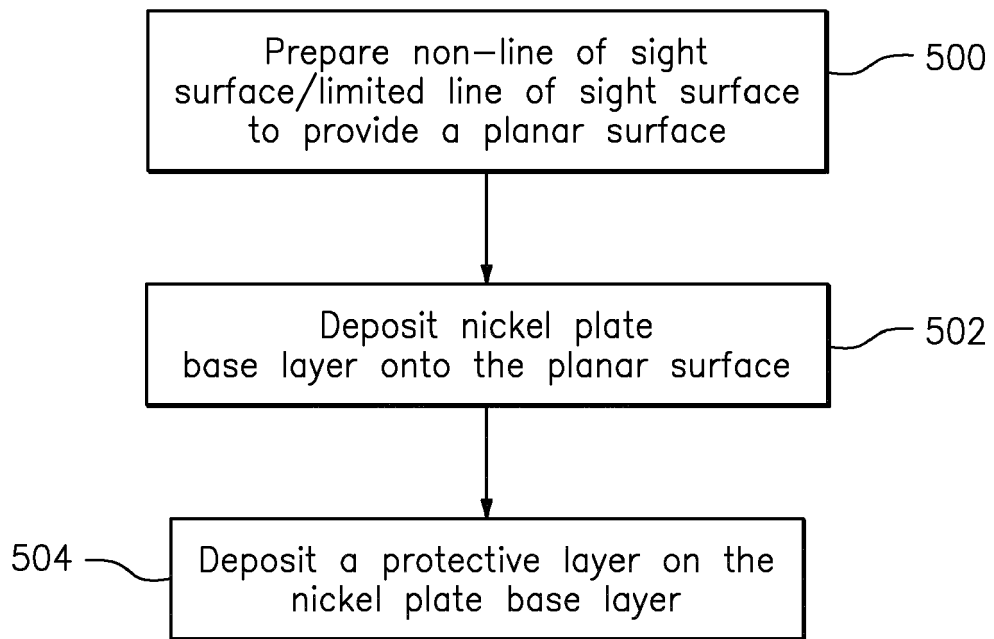 Prepare non-line of sight
surface/limited line of sight surface
to provide a planar surface
500
Deposit nickel plate
base layer onto the planar surface
502
504
Deposit a protective layer on the
nickel plate base layer